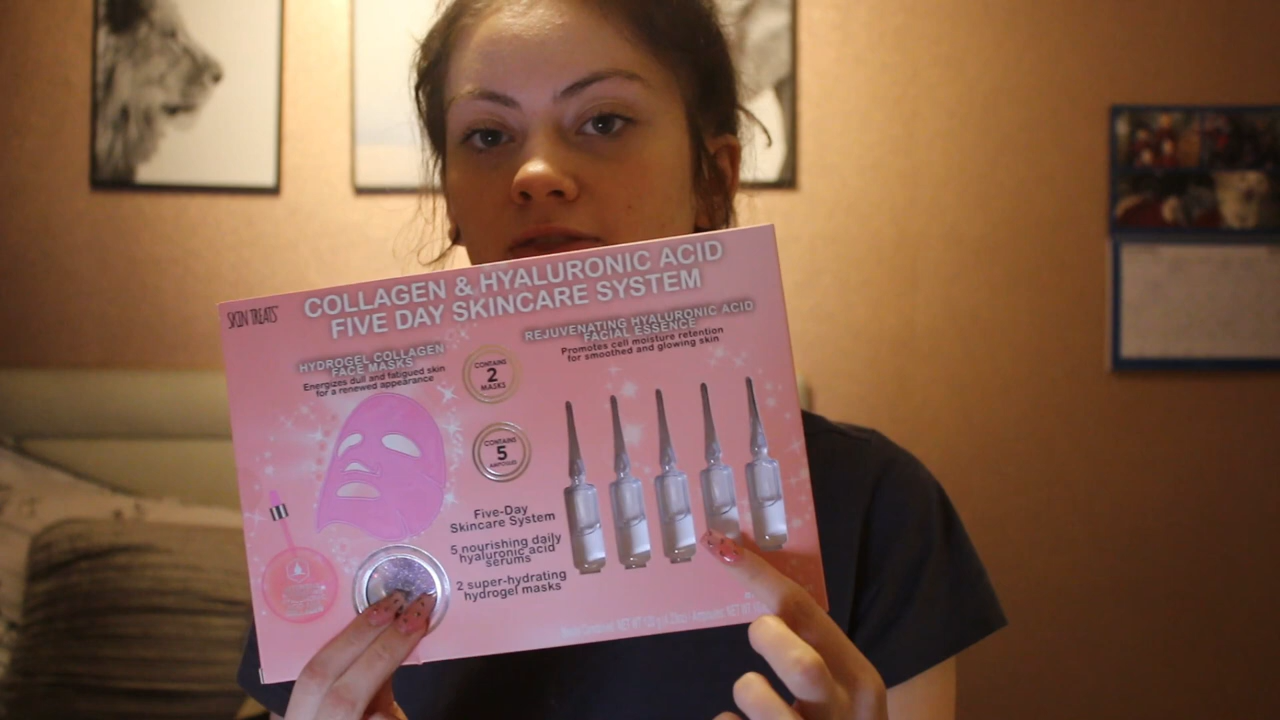 SKIN TREATS
COLLAGEN & HYALURONIC ACID
FIVE DAY SKINCARE SYSTEM
HYDROGEL COLLAGEN
FACE MASKS
Energizes dull and fatigued skin
for a renewed appearance
CONTAINS
2
MASKS
REJUVENATING HYALURONIC ACID
FACIAL ESSENCE
Promotes cell moisture retention
for smoothed and glowing skin
CONTAINS
5
AMPOULES
Five-Day
Skincare System
5 nourishing daily
hyaluronic acid
serums
2 super-hydrating
hydrogel masks